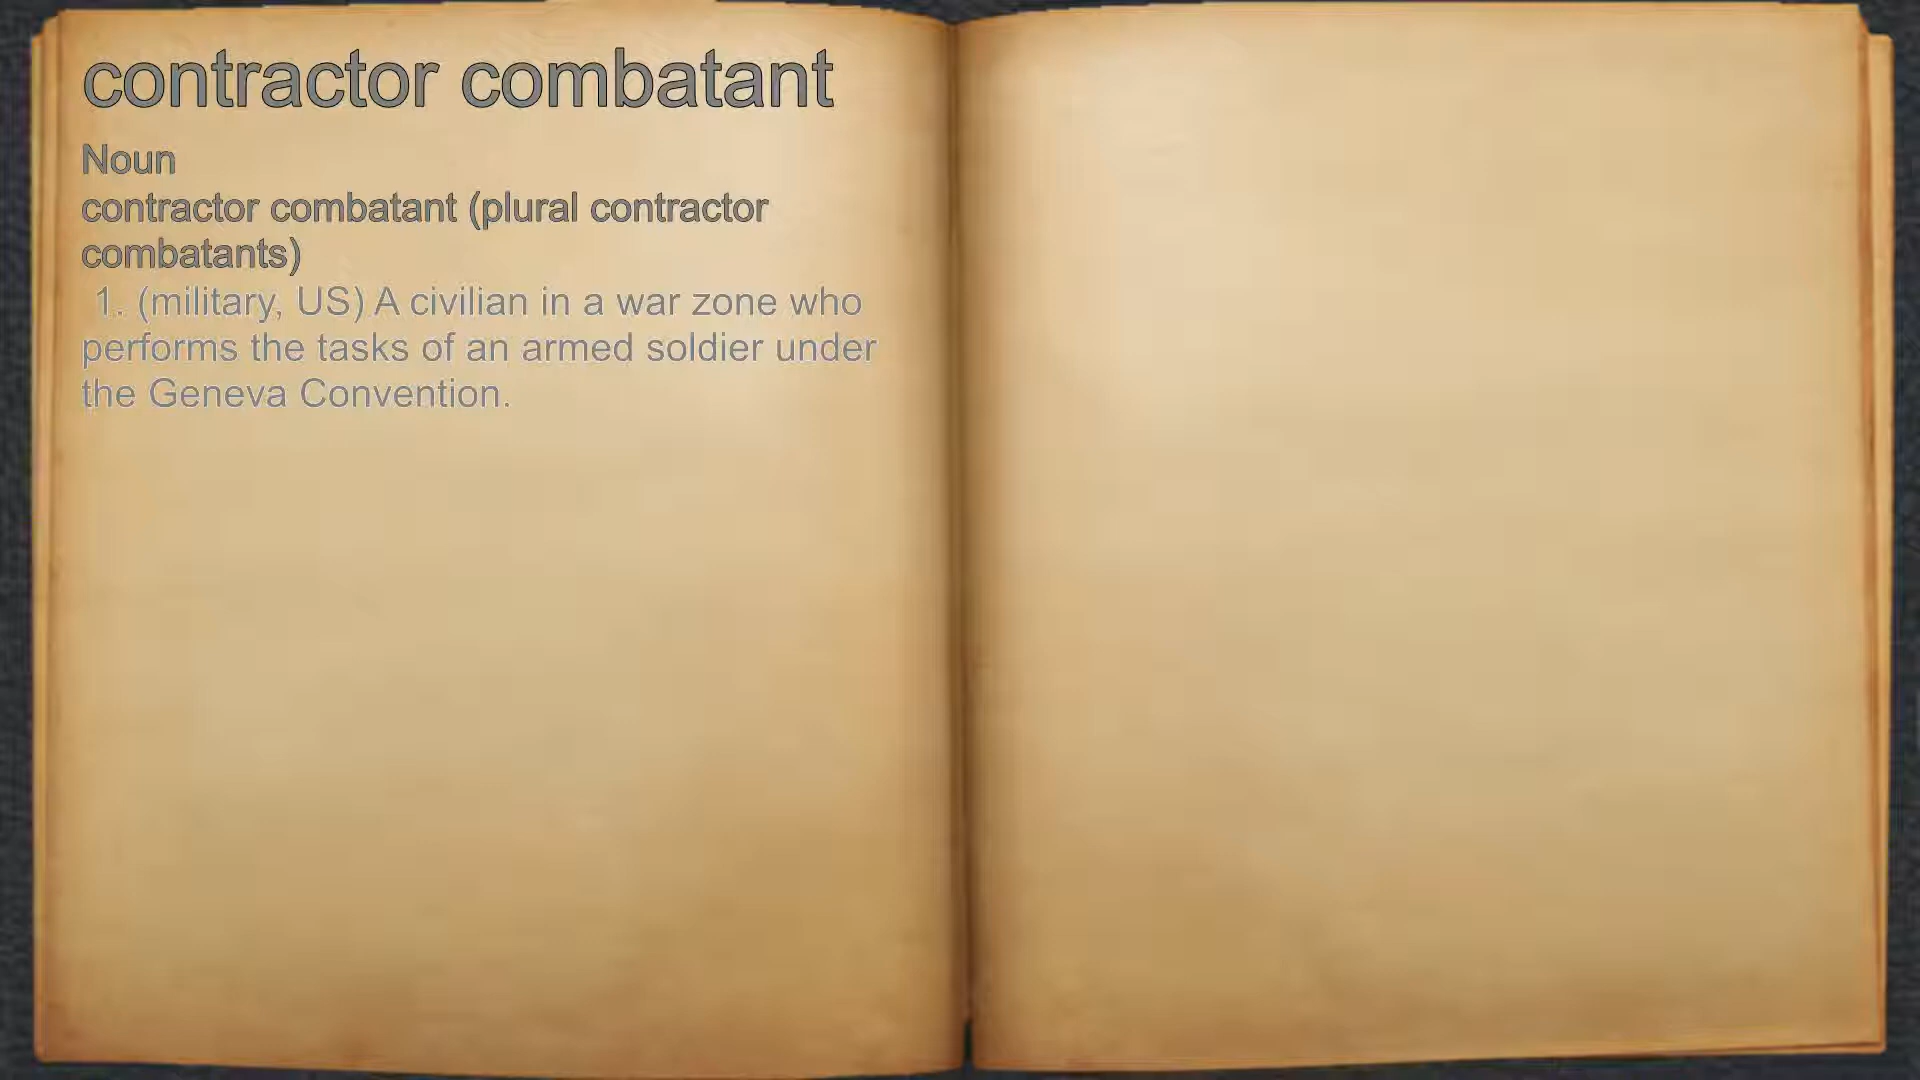 contractor combatant
Noun
contractor combatant (plural contractor
combatants)
1. (military, US) A civilian in a war zone who
performs the tasks of an armed soldier under
the Geneva Convention.